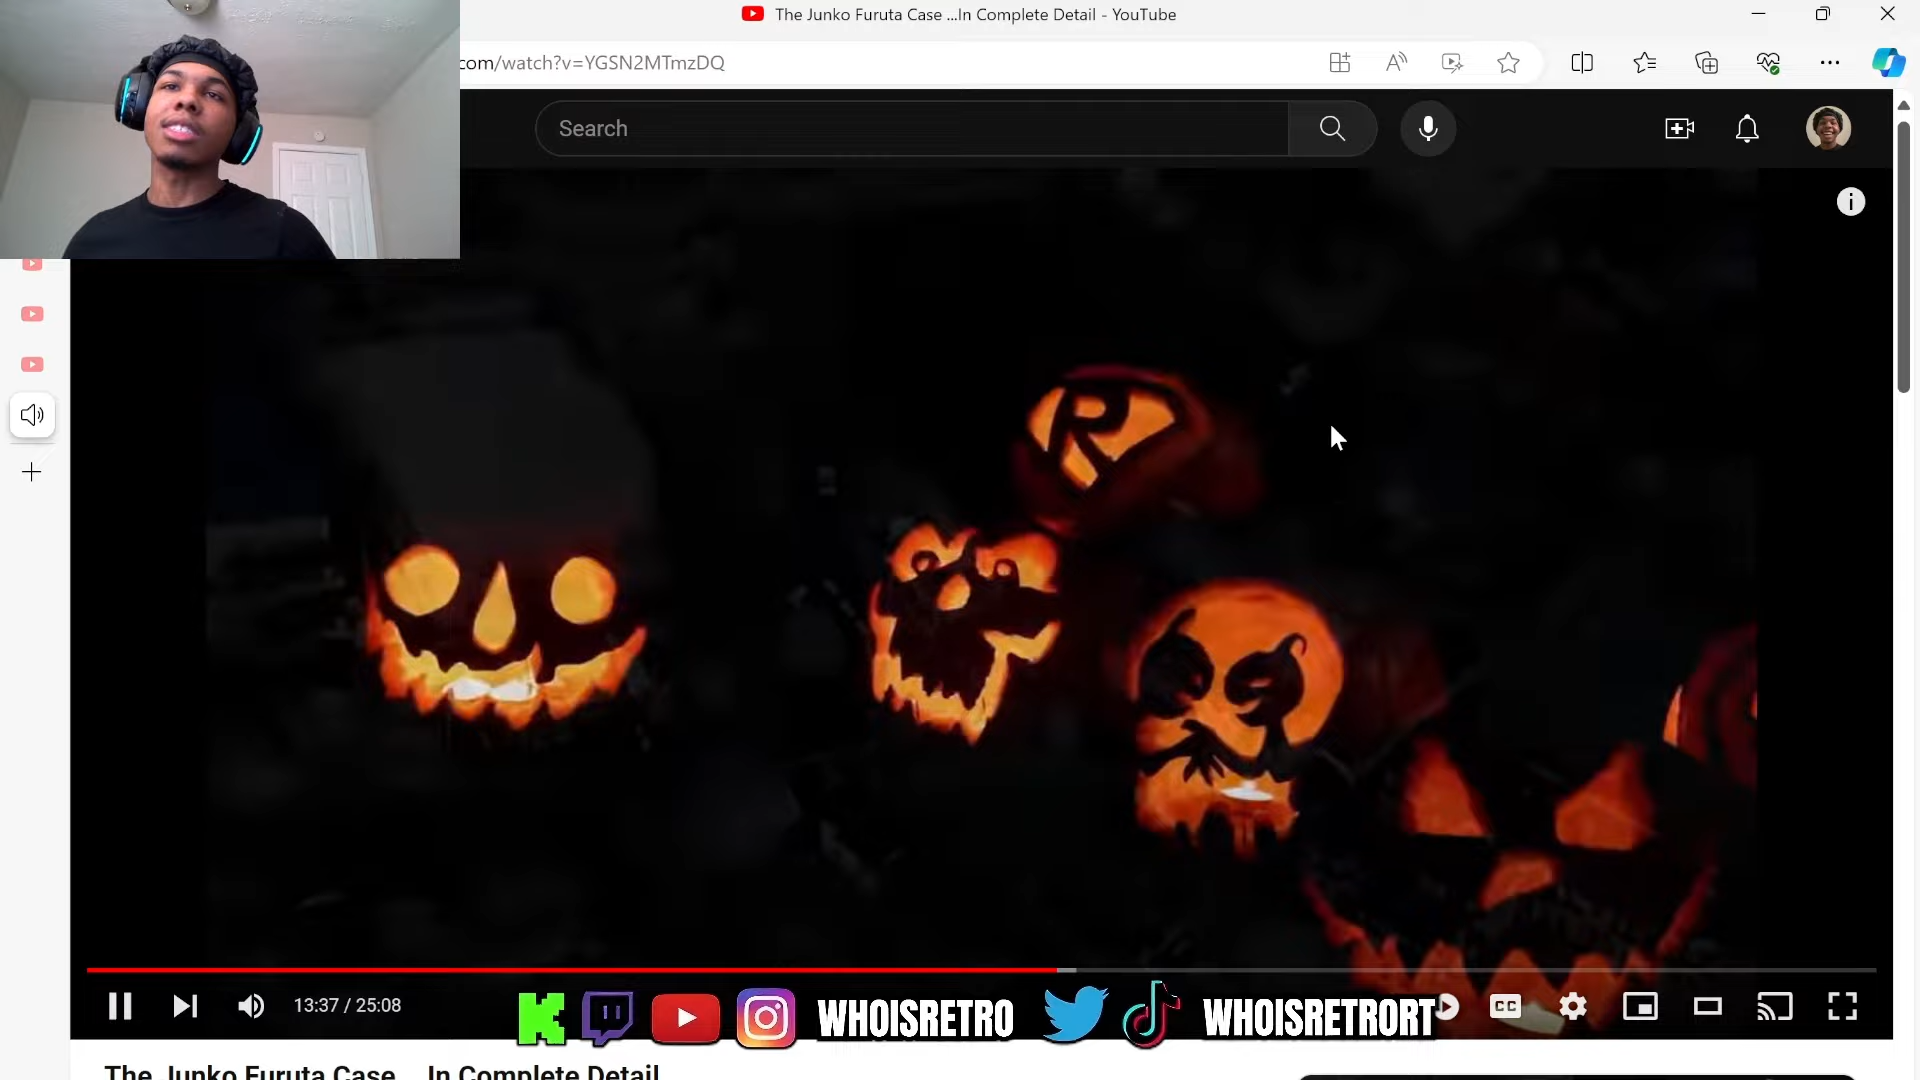 The Junko Furuta Case ...In Complete Detail - YouTube
com/watch?v=YGSN2MTmzDQ
Search
R
13:37 / 25:08
WHOISRETRO
WHOISRETRORT
CC
The Junko Furuta Case ...In Complete Detail